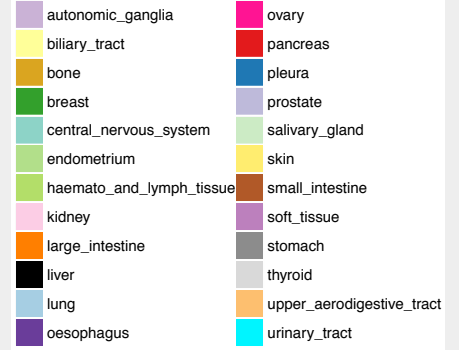 autonomic_ganglia
biliary_tract
bone
breast
central_nervous_system
endometrium
haemato_and_lymph_tissue
kidney
large_intestine
liver
lung
oesophagus
ovary
pancreas
pleura
prostate
salivary_gland
skin
small_intestine
soft_tissue
stomach
thyroid
upper_aerodigestive_tract
urinary_tract